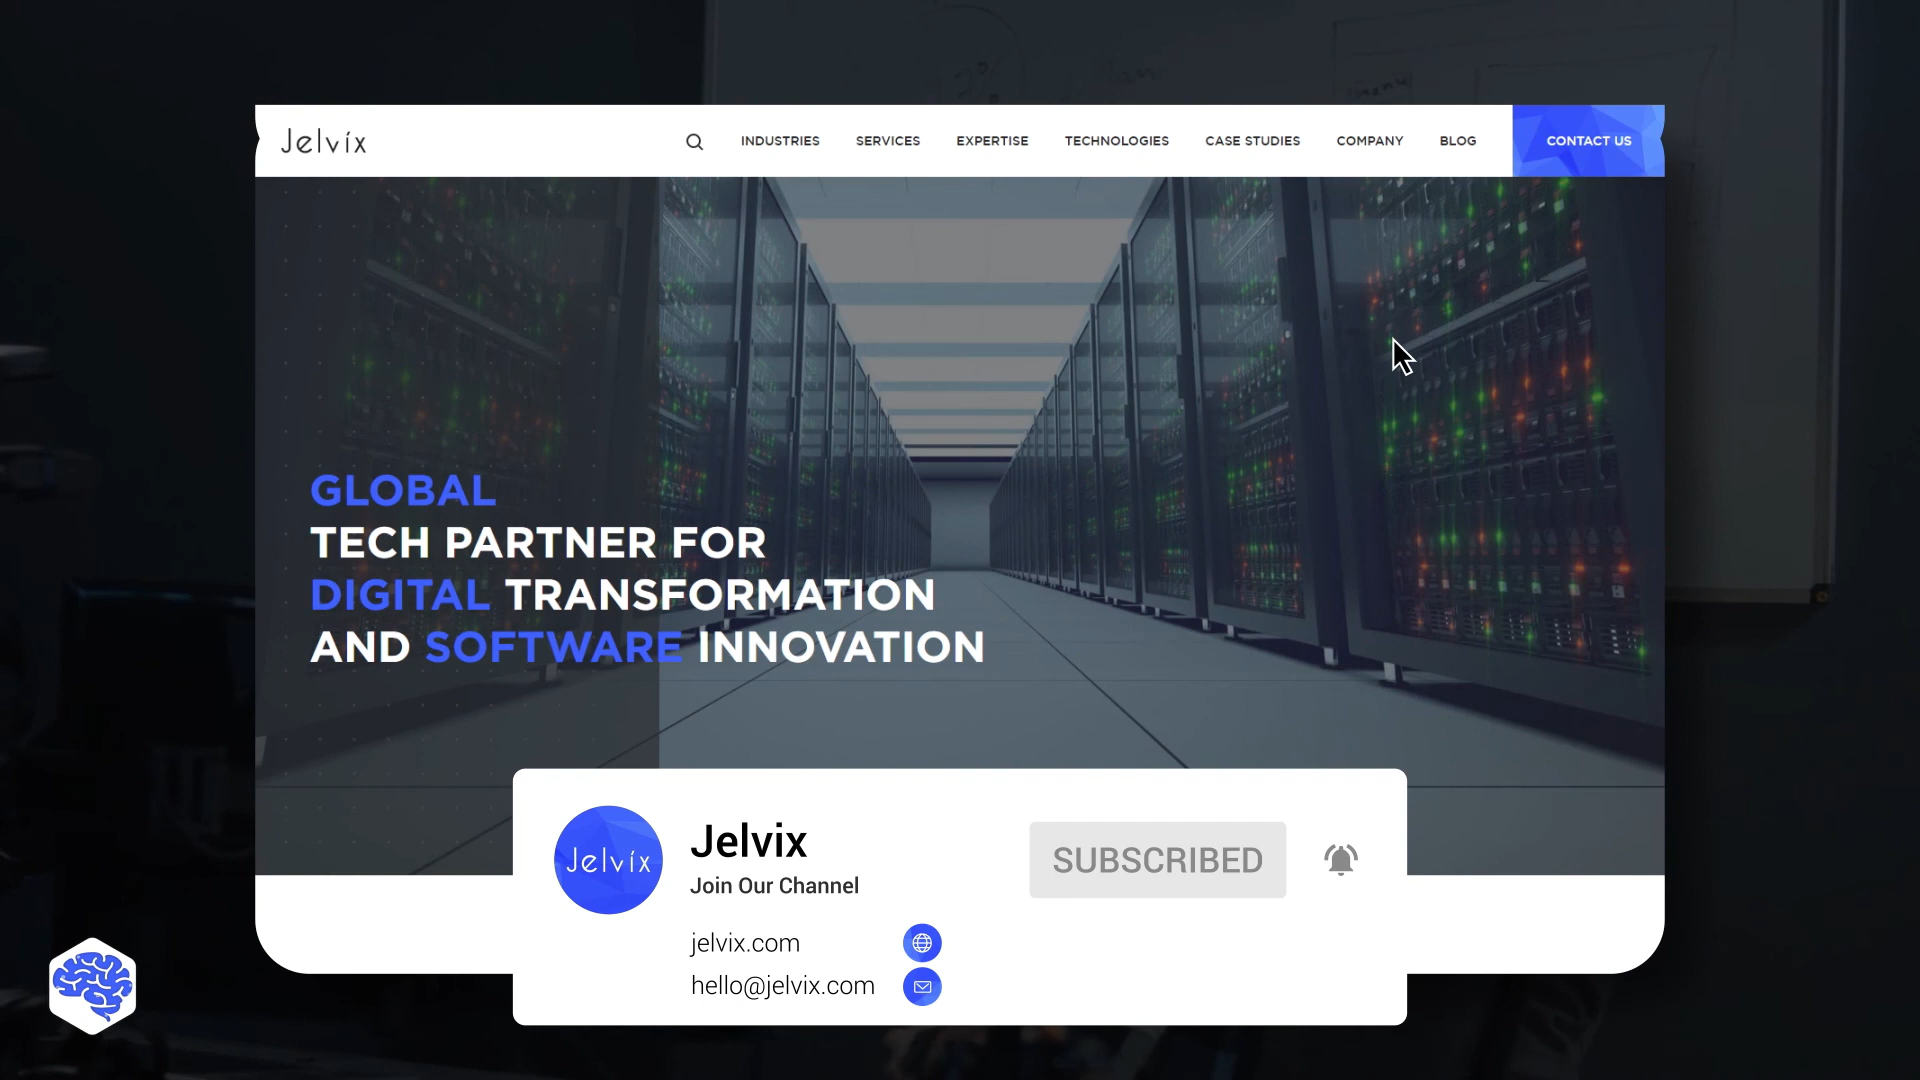 Jelvix
INDUSTRIES SERVICES EXPERTISE TECHNOLOGIES CASE STUDIES COMPANY BLOG CONTACT US
GLOBAL
TECH PARTNER FOR
DIGITAL TRANSFORMATION
AND SOFTWARE INNOVATION
Jelvix
Jelvix
Join Our Channel
SUBSCRIBED
jelvix.com
hello@jelvix.com